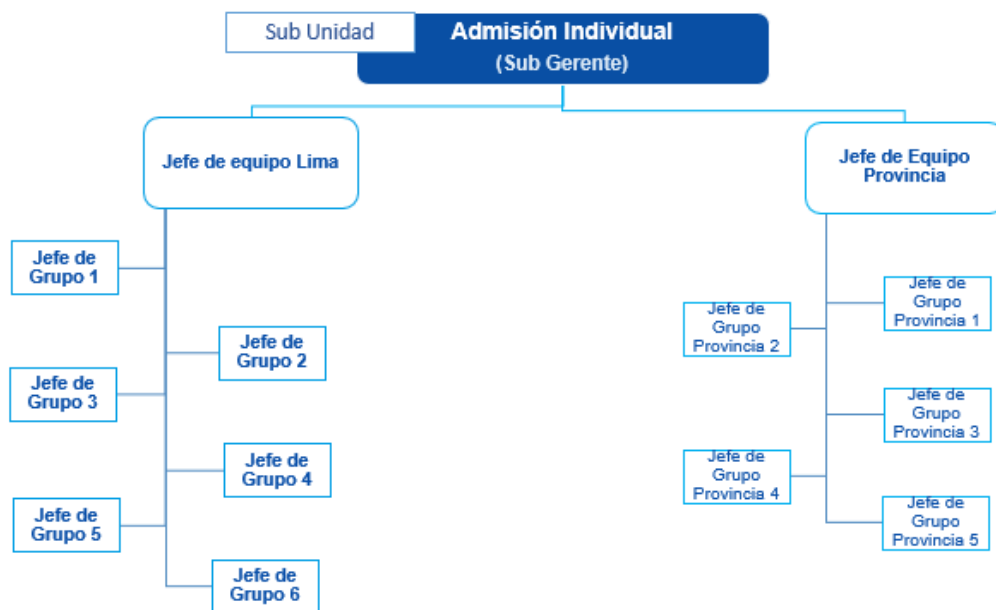 Sub Unidad
Admisión Individual
(Sub Gerente)
Jefe de equipo Lima
Jefe de Equipo
Provincia
Jefe de
Grupo 1
Jefe de
Grupo 2
Jefe de
Grupo 3
Jefe de
Grupo 4
Jefe de
Grupo 5
Jefe de
Grupo 6
Jefe de
Grupo
Provincia 1
Jefe de
Grupo
Provincia 2
Jefe de
Grupo
Provincia 3
Jefe de
Grupo
Provincia 4
Jefe de
Grupo
Provincia 5